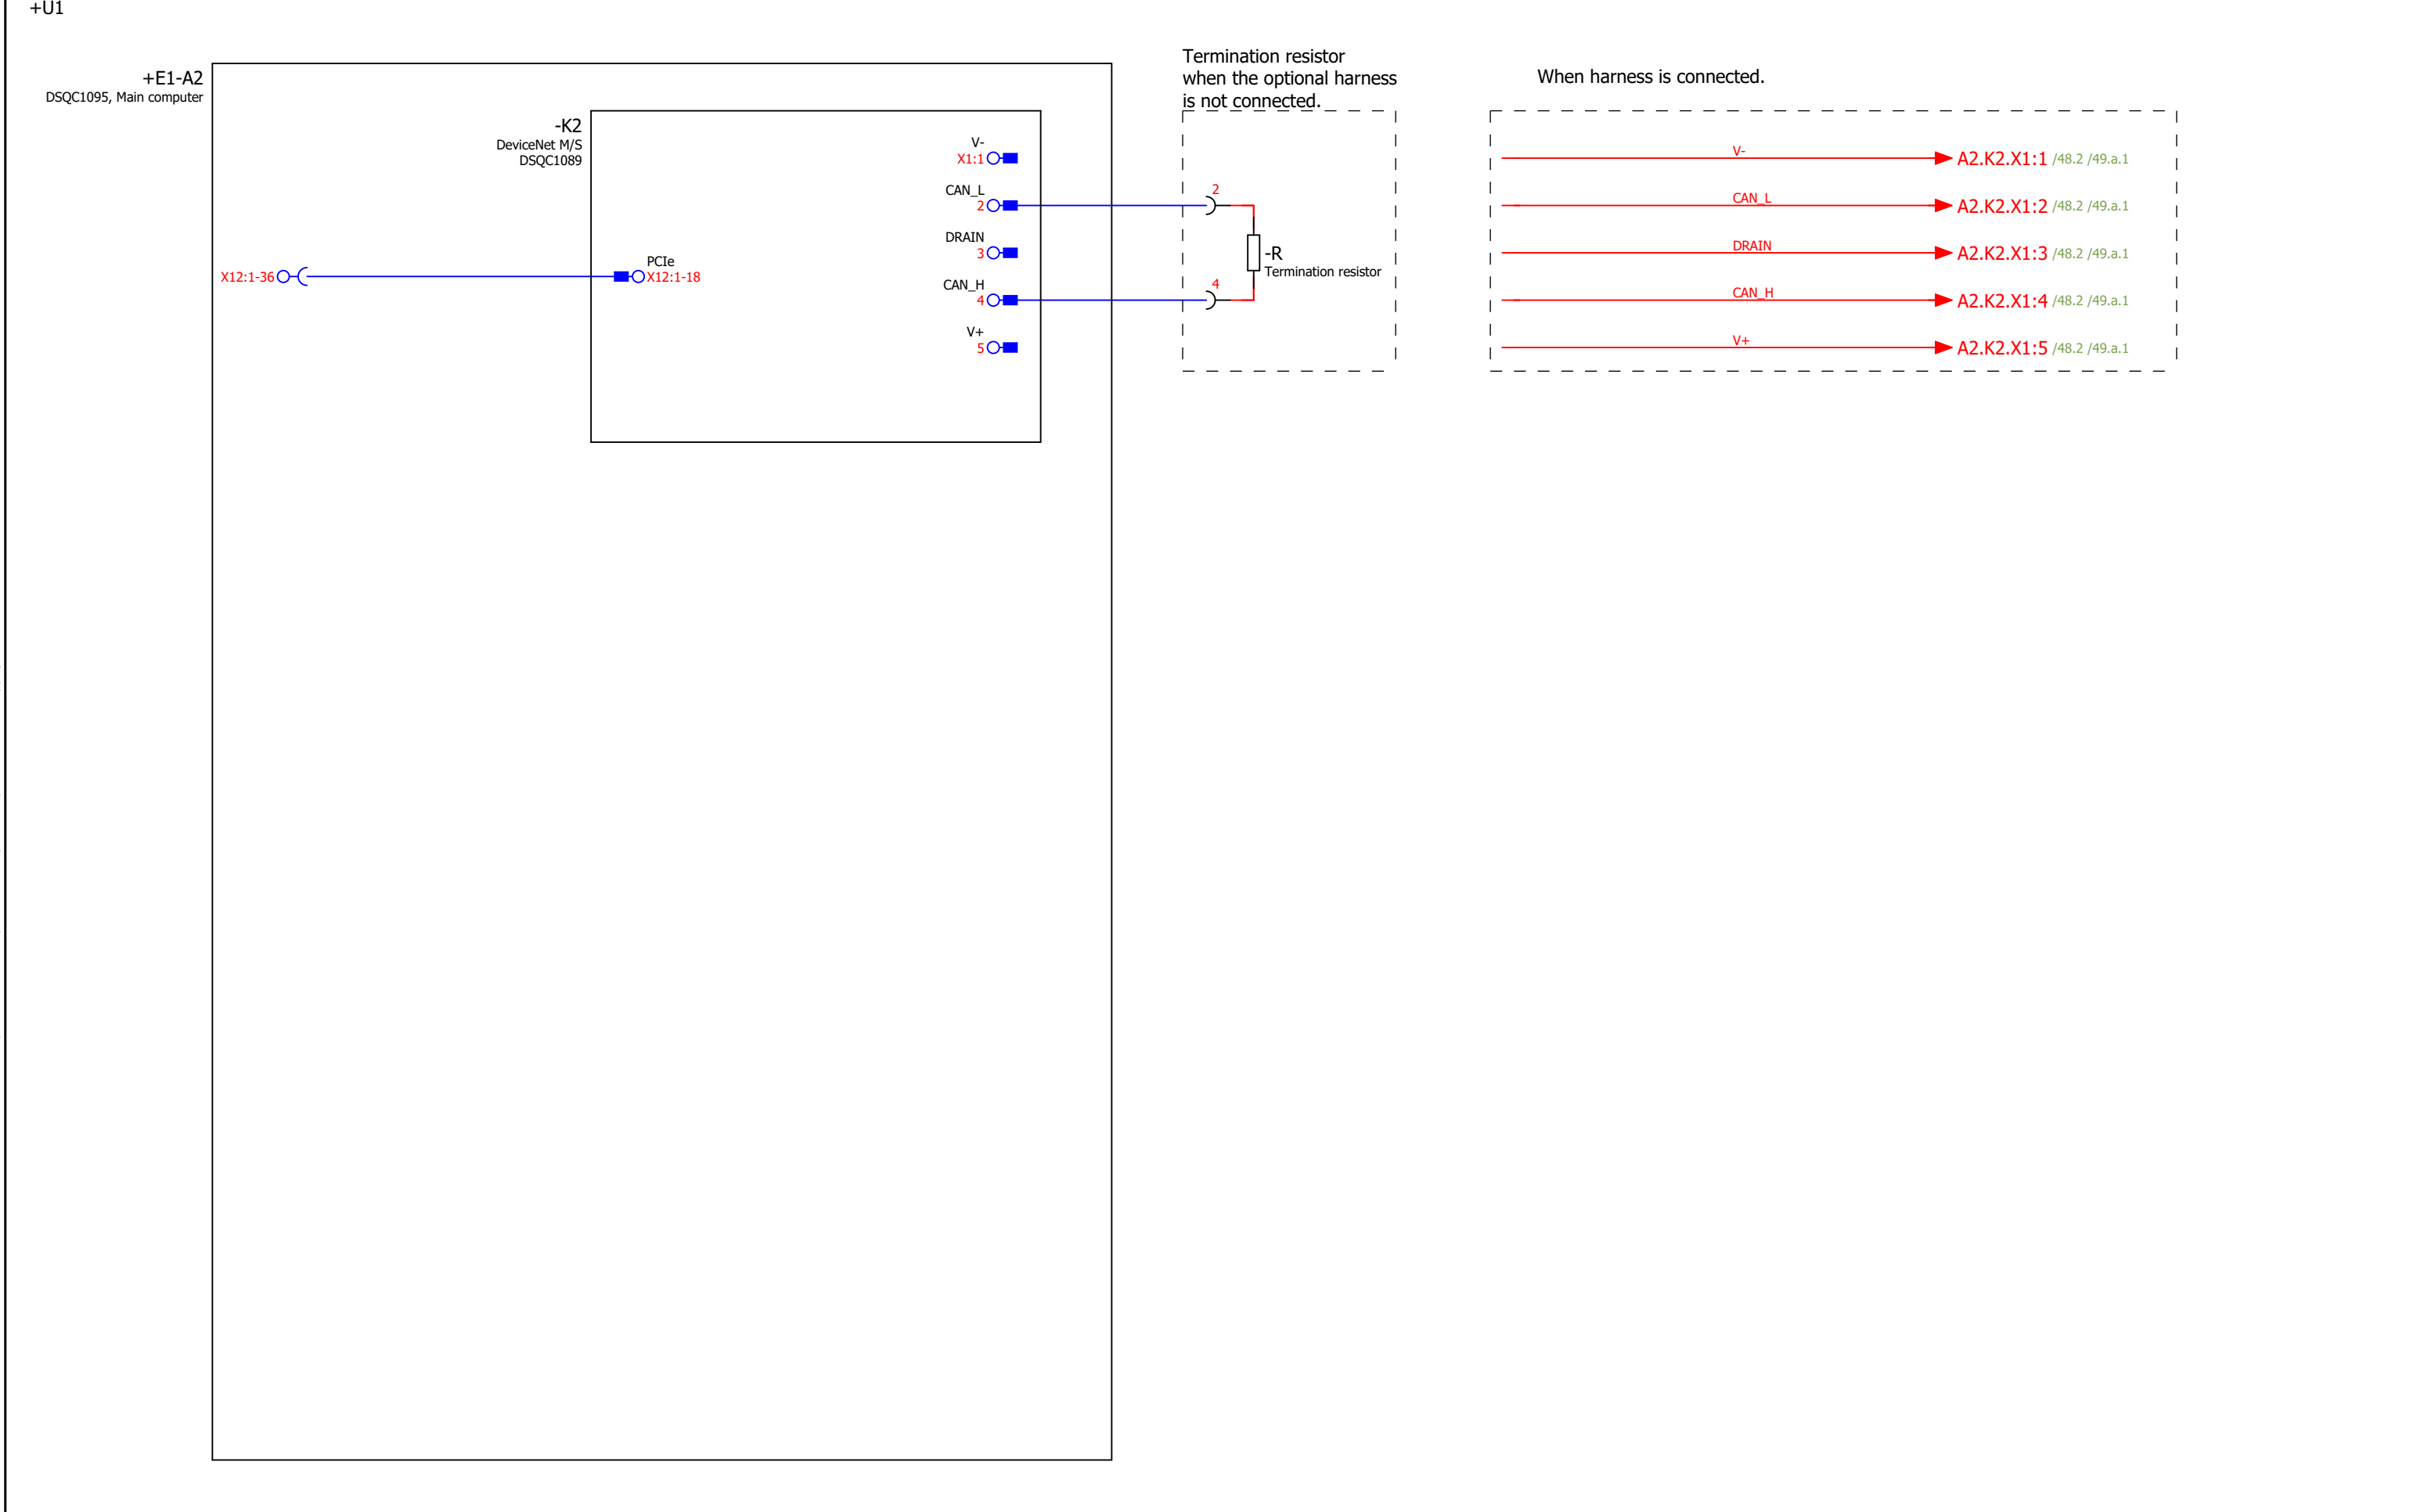 +U1
+E1-A2
DSQC1095, Main computer
-K2
DeviceNet M/S
DSQC1089
X12:1-36
PCIe
X12:1-18
V-
X1:1
CAN_L
2
DRAIN
3
CAN_H
4
V+
5
Termination resistor
when the optional harness
is not connected.
2
4
-R
Termination resistor
When harness is connected.
V-
A2.K2.X1:1 /48.2 /49.a.1
CAN_L
A2.K2.X1:2 /48.2 /49.a.1
DRAIN
A2.K2.X1:3 /48.2 /49.a.1
CAN_H
A2.K2.X1:4 /48.2 /49.a.1
V+
A2.K2.X1:5 /48.2 /49.a.1